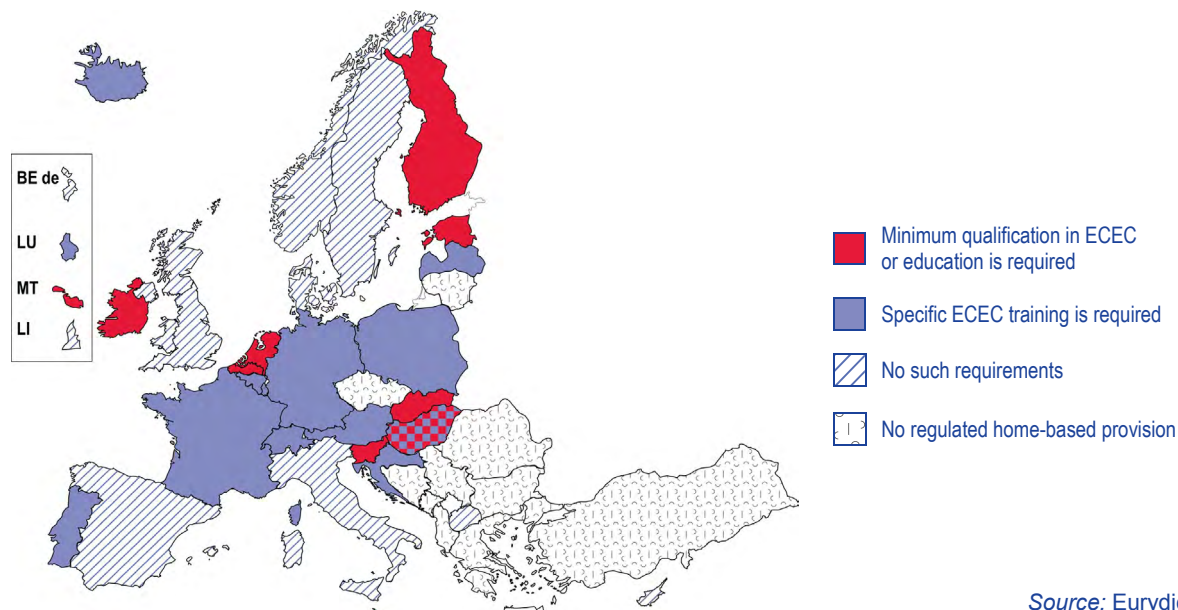 BE de
LU
MT
LI
Minimum qualification in ECEC
or education is required
Specific ECEC training is required
No such requirements
No regulated home-based provision
Source: